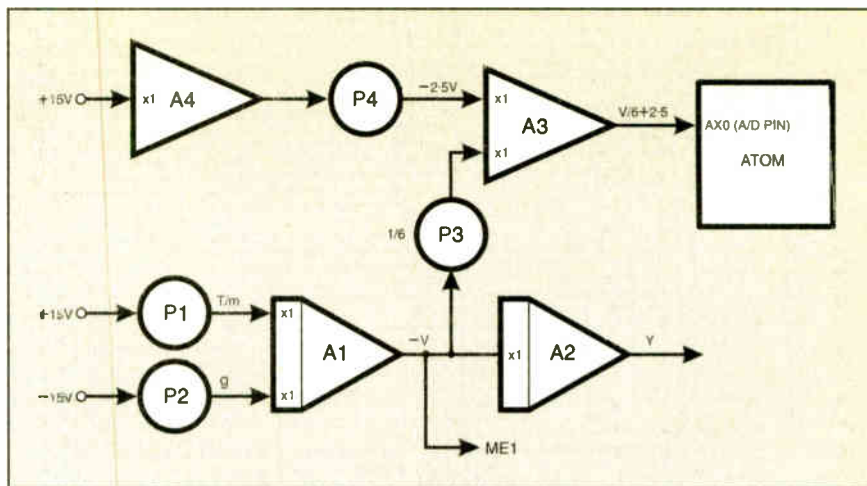 +15V
x1
A4
P4
−2·5V
x1
x1
A3
V/6+2·5
AX0 (A/D PIN)
ATOM
1/6
P3
+15V
P1
T/m
x1
A1
−V
x1
A2
Y
−15V
P2
g
x1
ME1